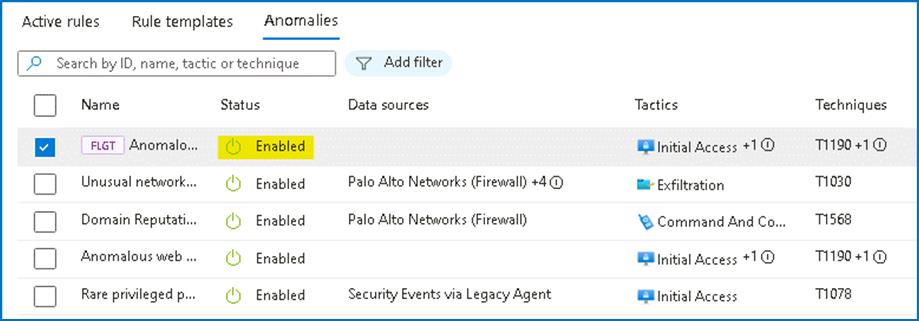 Active rules Rule templates Anomalies
Search by ID, name, tactic or technique Add filter
Name Status Data sources Tactics Techniques
FLGT Anomalo... Enabled Initial Access +1 T1190 +1
Unusual network... Enabled Palo Alto Networks (Firewall) +4 Exfiltration T1030
Domain Reputati... Enabled Palo Alto Networks (Firewall) Command And Co... T1568
Anomalous web ... Enabled Initial Access +1 T1190 +1
Rare privileged p... Enabled Security Events via Legacy Agent Initial Access T1078